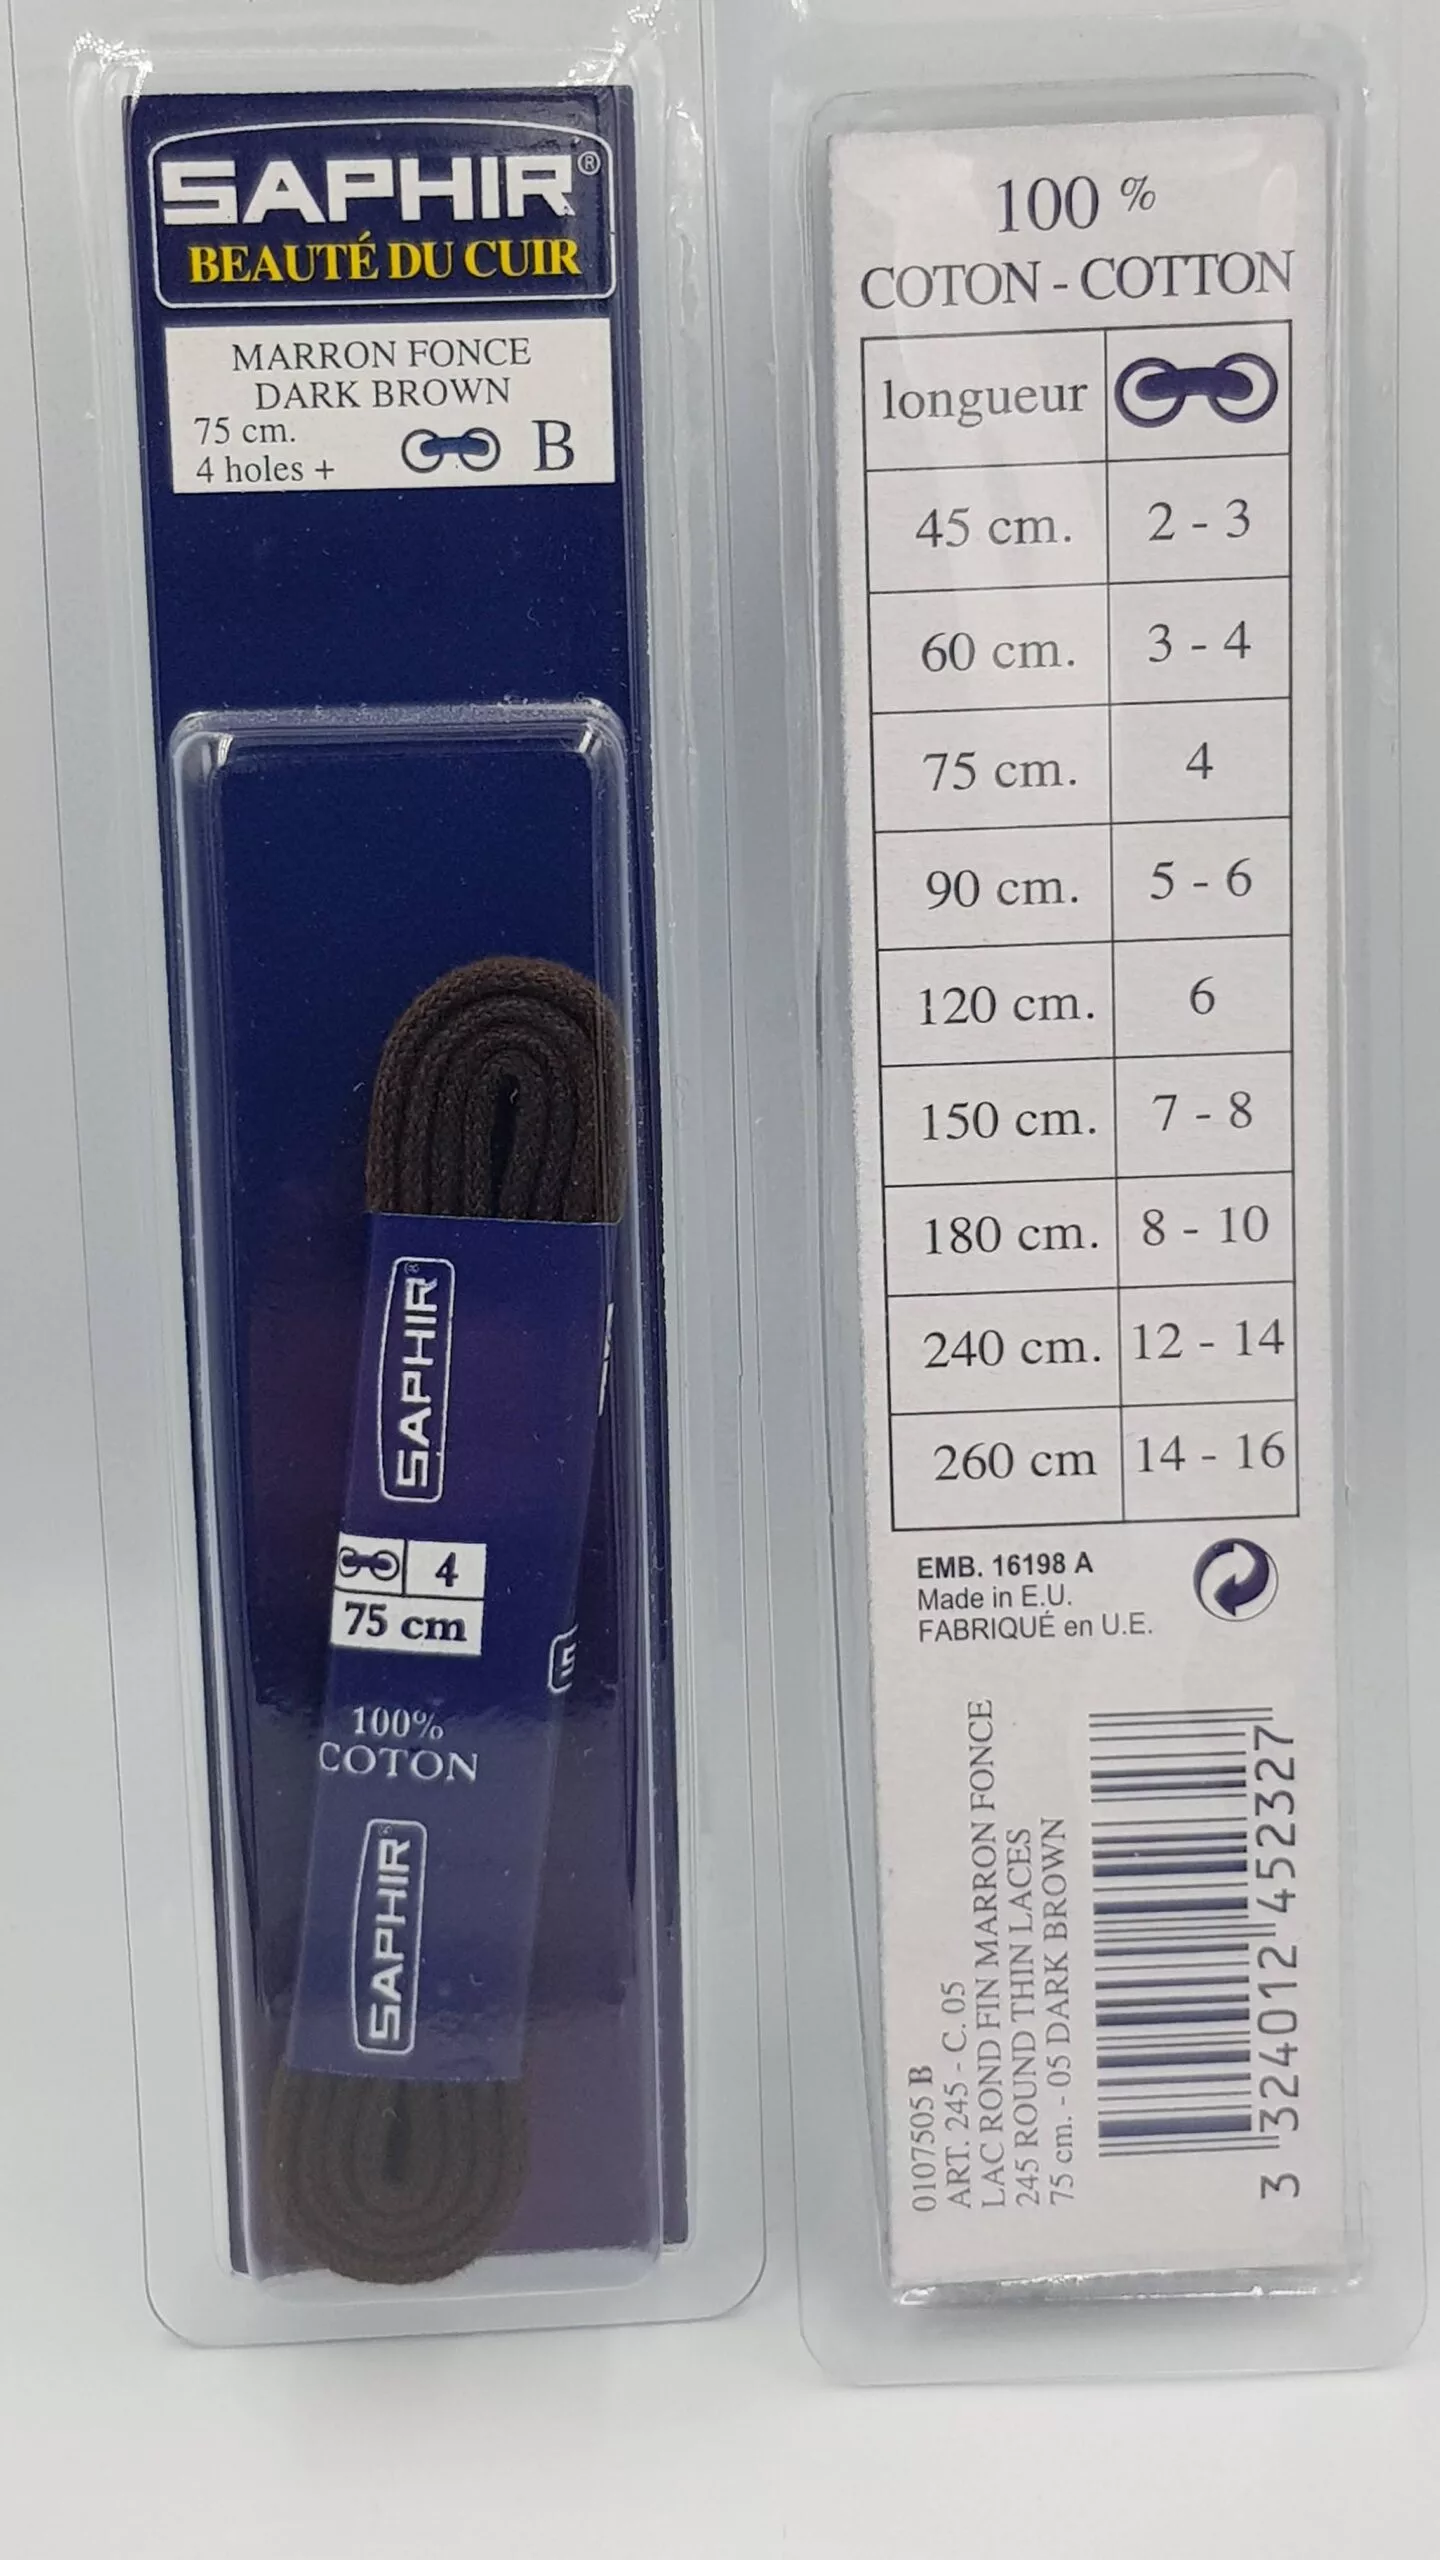 SAPHIR®
BEAUTÉ DU CUIR
MARRON FONCE
DARK BROWN
75 cm.
4 holes +
B
SAPHIR®
4
75 cm
100%
COTON
SAPHIR®
100 %
COTON - COTTON
longueur
45 cm. 2 - 3
60 cm. 3 - 4
75 cm. 4
90 cm. 5 - 6
120 cm. 6
150 cm. 7 - 8
180 cm. 8 - 10
240 cm. 12 - 14
260 cm 14 - 16
EMB. 16198 A
Made in E.U.
FABRIQUÉ en U.E.
0107505 B
ART. 245 - C. 05
LAC ROND FIN MARRON FONCE
245 ROUND THIN LACES
75 cm. - 05 DARK BROWN
3 324012 452327